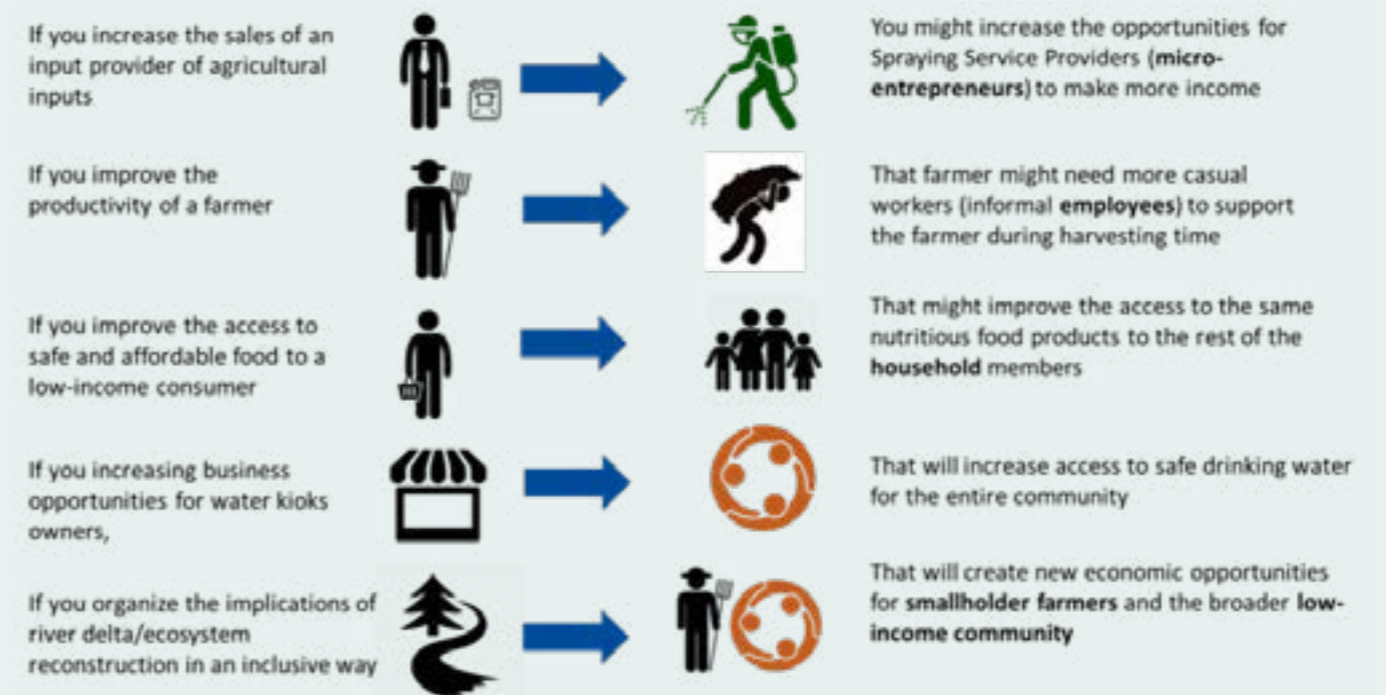 If you increase the sales of an
input provider of agricultural
inputs
You might increase the opportunities for
Spraying Service Providers (micro-
entrepreneurs) to make more income
If you improve the
productivity of a farmer
That farmer might need more casual
workers (informal employees) to support
the farmer during harvesting time
If you improve the access to
safe and affordable food to a
low-income consumer
That might improve the access to the same
nutritious food products to the rest of the
household members
If you increasing business
opportunities for water kioks
owners,
That will increase access to safe drinking water
for the entire community
If you organize the implications of
river delta/ecosystem
reconstruction in an inclusive way
That will create new economic opportunities
for smallholder farmers and the broader low-
income community